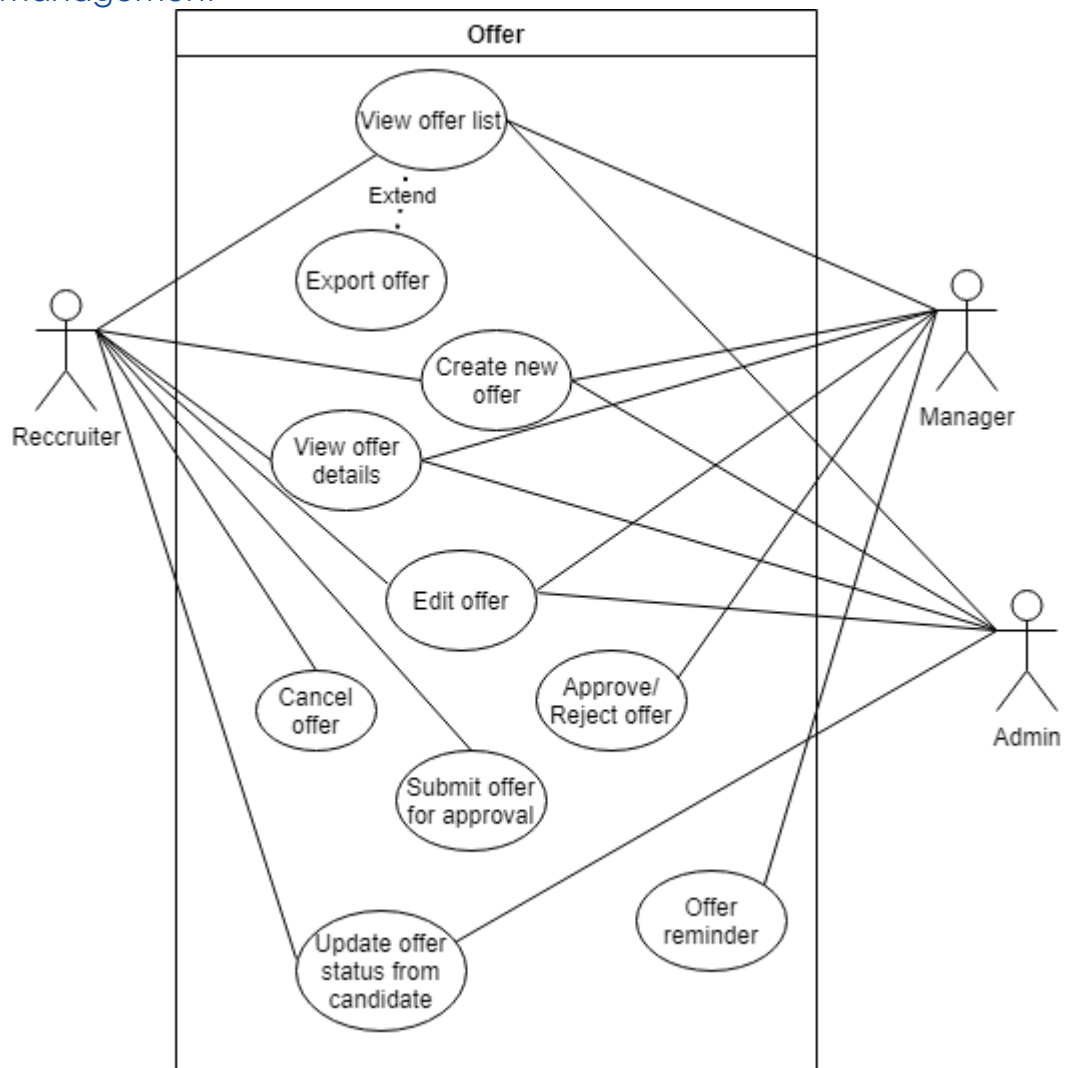 management.
Offer
View offer list
Extend
Export offer
Create new
offer
Reccruiter
Manager
View offer
details
Edit offer
Approve/
Reject offer
Cancel
offer
Admin
Submit offer
for approval
Offer
reminder
Update offer
status from
candidate